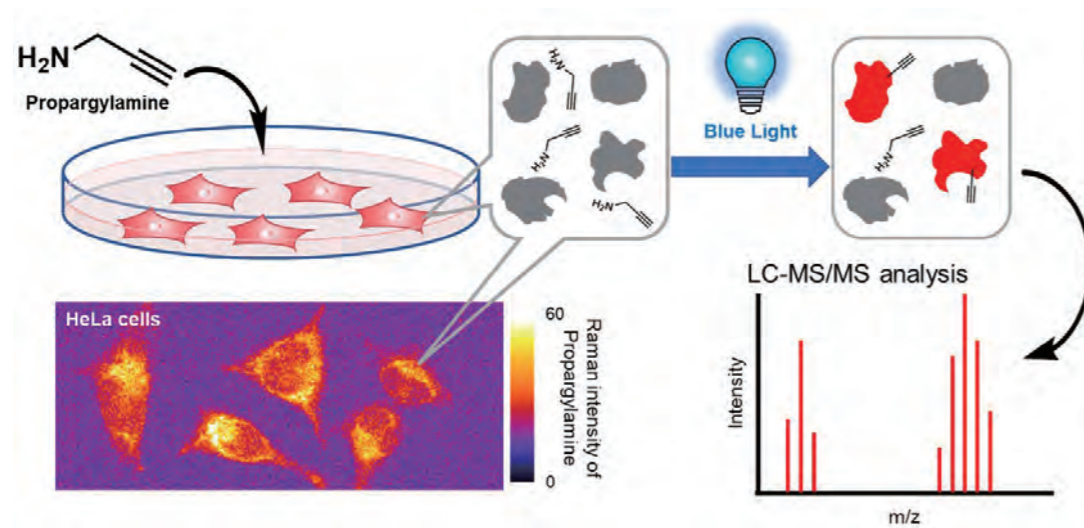 H₂N
Propargylamine
H₂N
H₂N
H₂N
Blue Light
H₂N
HeLa cells
60
0
Raman intensity of
Propargylamine
LC-MS/MS analysis
Intensity
m/z